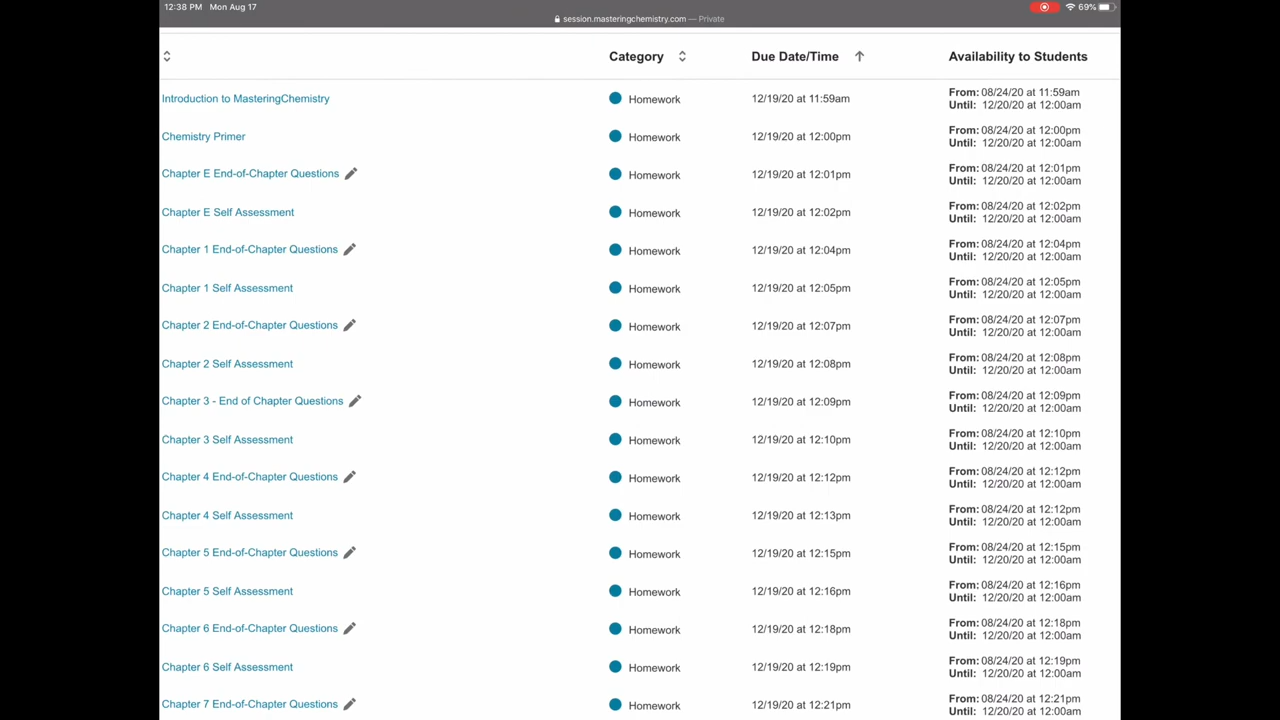 12:38 PM Mon Aug 17
69%
session.masteringchemistry.com — Private
Category Due Date/Time Availability to Students
Introduction to MasteringChemistry Homework 12/19/20 at 11:59am From: 08/24/20 at 11:59am
Until: 12/20/20 at 12:00am
Chemistry Primer Homework 12/19/20 at 12:00pm From: 08/24/20 at 12:00pm
Until: 12/20/20 at 12:00am
Chapter E End-of-Chapter Questions Homework 12/19/20 at 12:01pm From: 08/24/20 at 12:01pm
Until: 12/20/20 at 12:00am
Chapter E Self Assessment Homework 12/19/20 at 12:02pm From: 08/24/20 at 12:02pm
Until: 12/20/20 at 12:00am
Chapter 1 End-of-Chapter Questions Homework 12/19/20 at 12:04pm From: 08/24/20 at 12:04pm
Until: 12/20/20 at 12:00am
Chapter 1 Self Assessment Homework 12/19/20 at 12:05pm From: 08/24/20 at 12:05pm
Until: 12/20/20 at 12:00am
Chapter 2 End-of-Chapter Questions Homework 12/19/20 at 12:07pm From: 08/24/20 at 12:07pm
Until: 12/20/20 at 12:00am
Chapter 2 Self Assessment Homework 12/19/20 at 12:08pm From: 08/24/20 at 12:08pm
Until: 12/20/20 at 12:00am
Chapter 3 - End of Chapter Questions Homework 12/19/20 at 12:09pm From: 08/24/20 at 12:09pm
Until: 12/20/20 at 12:00am
Chapter 3 Self Assessment Homework 12/19/20 at 12:10pm From: 08/24/20 at 12:10pm
Until: 12/20/20 at 12:00am
Chapter 4 End-of-Chapter Questions Homework 12/19/20 at 12:12pm From: 08/24/20 at 12:12pm
Until: 12/20/20 at 12:00am
Chapter 4 Self Assessment Homework 12/19/20 at 12:13pm From: 08/24/20 at 12:12pm
Until: 12/20/20 at 12:00am
Chapter 5 End-of-Chapter Questions Homework 12/19/20 at 12:15pm From: 08/24/20 at 12:15pm
Until: 12/20/20 at 12:00am
Chapter 5 Self Assessment Homework 12/19/20 at 12:16pm From: 08/24/20 at 12:16pm
Until: 12/20/20 at 12:00am
Chapter 6 End-of-Chapter Questions Homework 12/19/20 at 12:18pm From: 08/24/20 at 12:18pm
Until: 12/20/20 at 12:00am
Chapter 6 Self Assessment Homework 12/19/20 at 12:19pm From: 08/24/20 at 12:19pm
Until: 12/20/20 at 12:00am
Chapter 7 End-of-Chapter Questions Homework 12/19/20 at 12:21pm From: 08/24/20 at 12:21pm
Until: 12/20/20 at 12:00am